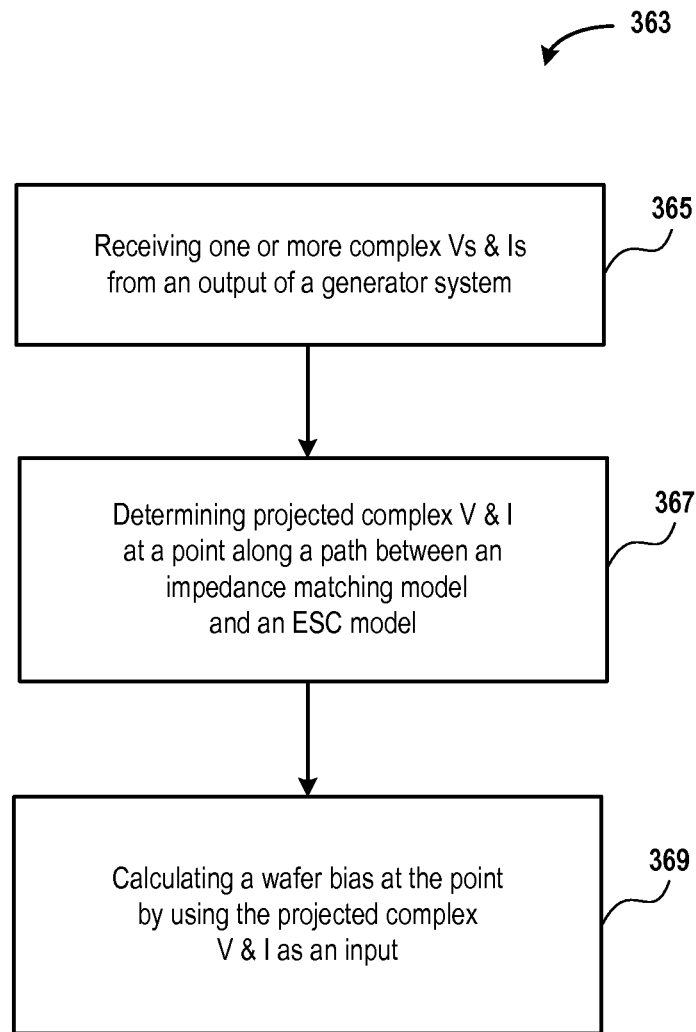 363
365
Receiving one or more complex Vs & Is
from an output of a generator system
367
Determining projected complex V & I
at a point along a path between an
impedance matching model
and an ESC model
369
Calculating a wafer bias at the point
by using the projected complex
V & I as an input